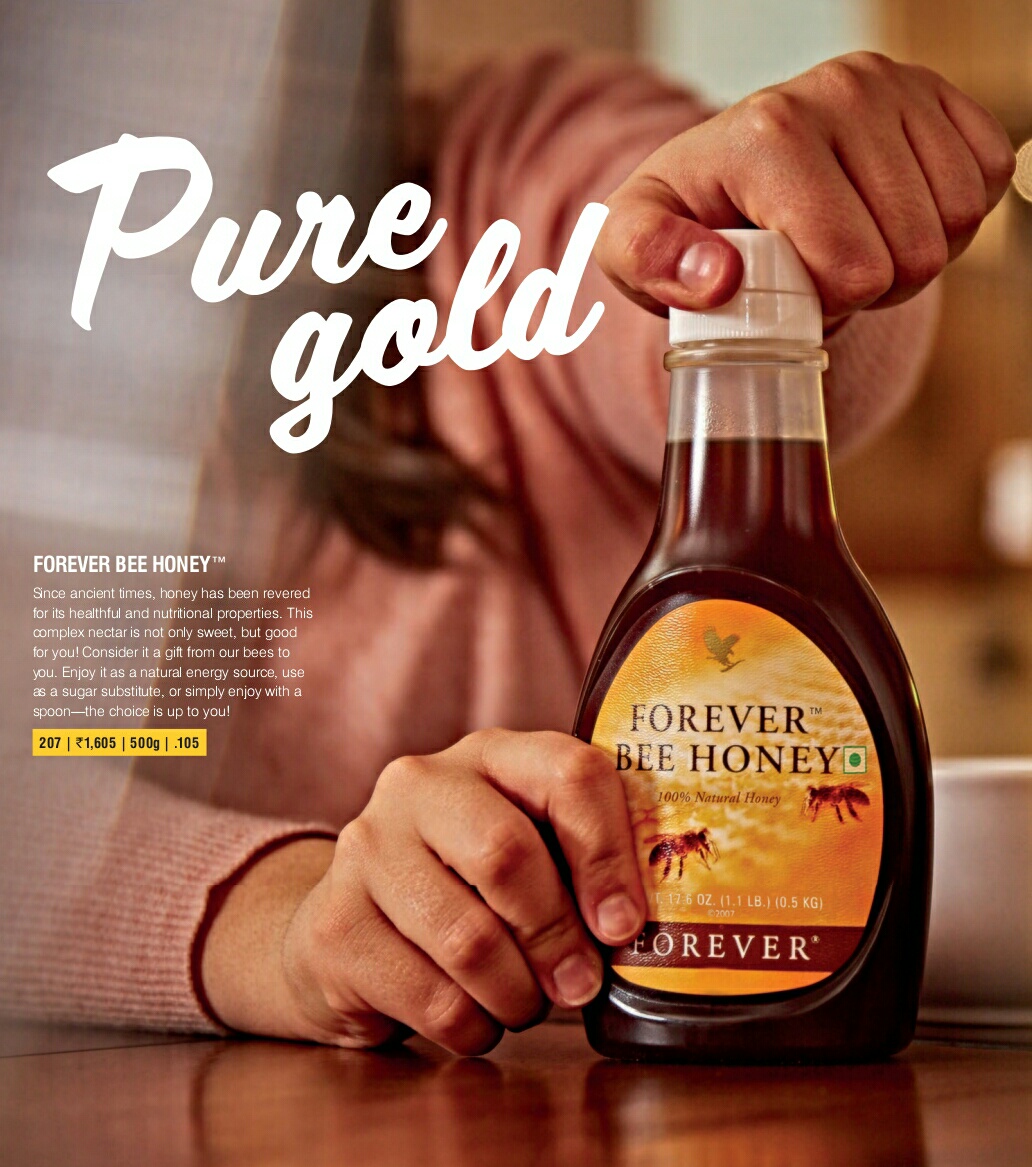 Pure
gold
FOREVER BEE HONEY™
Since ancient times, honey has been revered
for its healthful and nutritional properties. This
complex nectar is not only sweet, but good
for you! Consider it a gift from our bees to
you. Enjoy it as a natural energy source, use
as a sugar substitute, or simply enjoy with a
spoon—the choice is up to you!
207 | ₹1,605 | 500g | .105
FOREVER™
BEE HONEY
100% Natural Honey
17.6 OZ. (1.1 LB.) (0.5 KG)
©2007
FOREVER®